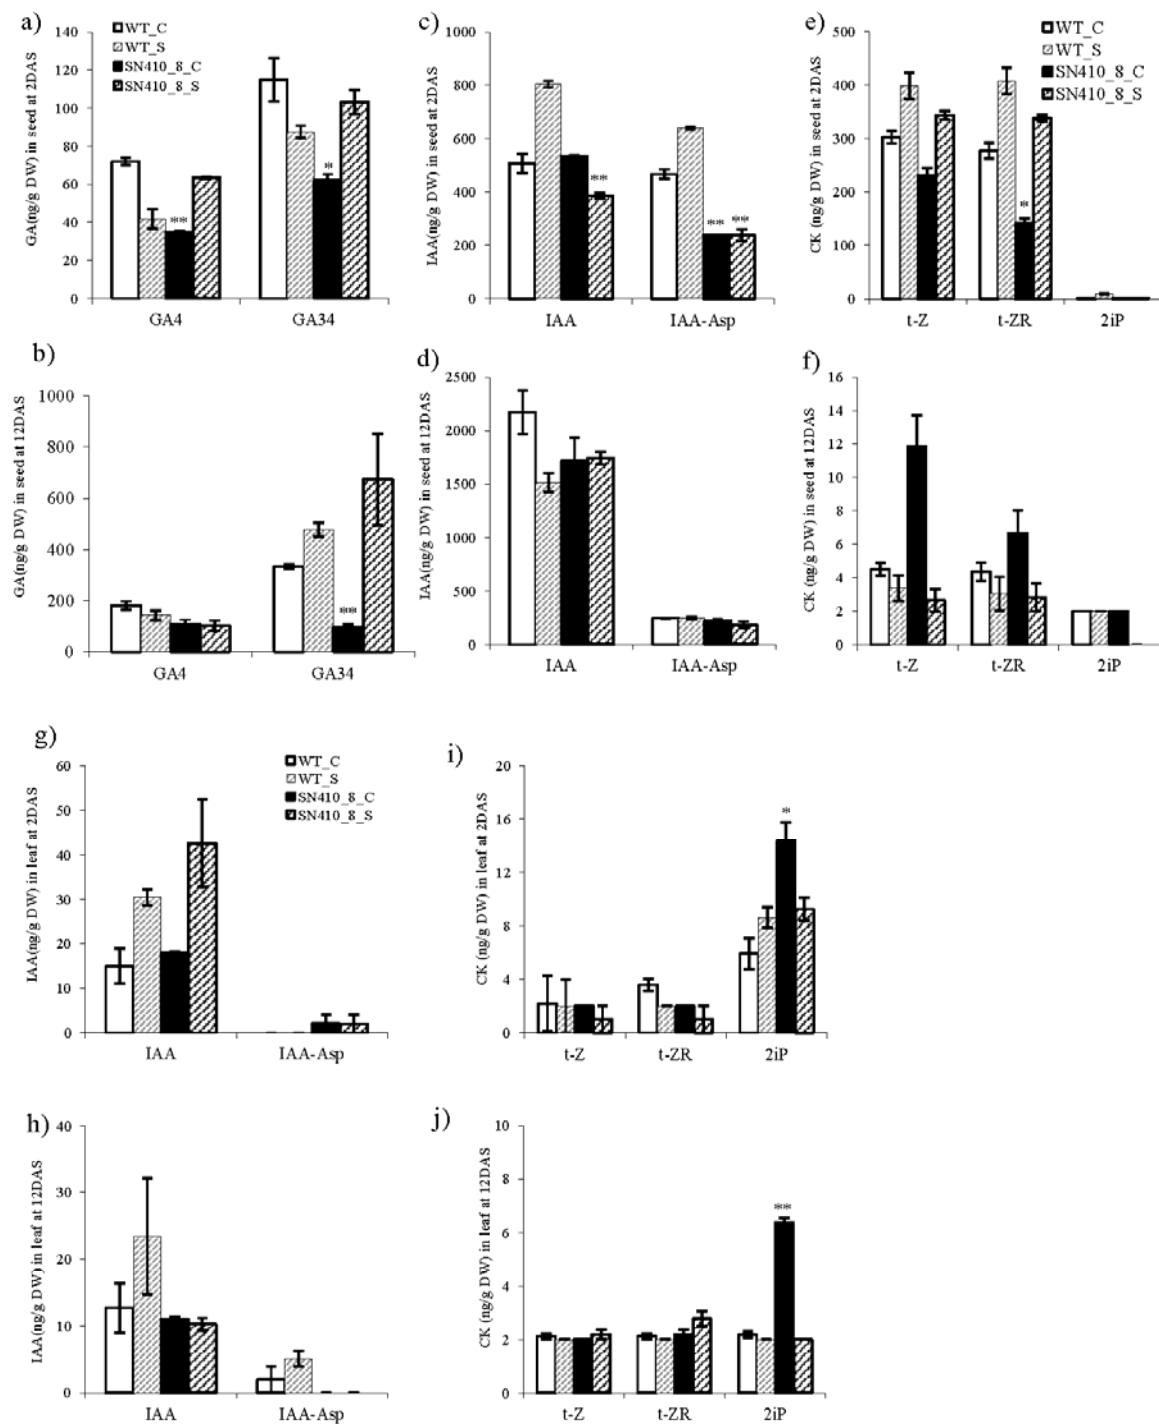 a)
WT_C
WT_S
SN410_8_C
SN410_8_S
GA(ng/g DW) in seed at 2DAS
140
120
100
80
60
40
20
0
**
*
GA4
GA34
c)
IAA(ng/g DW) in seed at 2DAS
1000
800
600
400
200
0
**
**
**
IAA
IAA-Asp
e)
WT_C
WT_S
SN410_8_C
SN410_8_S
CK (ng/g DW) in seed at 2DAS
500
400
300
200
100
0
*
t-Z
t-ZR
2iP
b)
GA(ng/g DW) in seed at 12DAS
1000
800
600
400
200
0
**
GA4
GA34
d)
IAA(ng/g DW) in seed at 12DAS
2500
2000
1500
1000
500
0
IAA
IAA-Asp
f)
CK (ng/g DW) in seed at 12DAS
16
14
12
10
8
6
4
2
0
t-Z
t-ZR
2iP
g)
WT_C
WT_S
SN410_8_C
SN410_8_S
IAA(ng/g DW) in leaf at 2DAS
60
50
40
30
20
10
0
IAA
IAA-Asp
i)
CK (ng/g DW) in leaf at 2DAS
20
16
12
8
4
0
*
t-Z
t-ZR
2iP
h)
IAA(ng/g DW) in leaf at 12DAS
40
30
20
10
0
IAA
IAA-Asp
j)
CK (ng/g DW) in leaf at 12DAS
10
8
6
4
2
0
**
t-Z
t-ZR
2iP